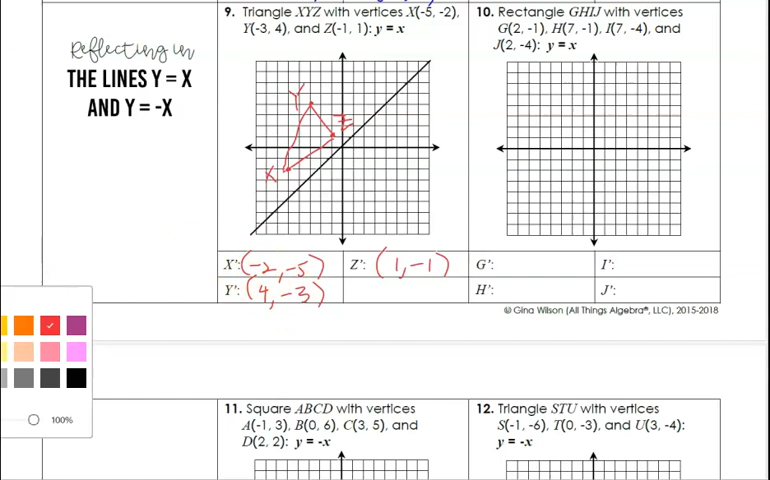 Reflecting in
THE LINES Y = X
AND Y = -X
9. Triangle XYZ with vertices X(-5, -2),
Y(-3, 4), and Z(-1, 1): y = x
Y
Z
X
X': (-2, -5)
Z': (1, -1)
Y': (4, -3)
10. Rectangle GHIJ with vertices
G(2, -1), H(7, -1), I(7, -4), and
J(2, -4): y = x
G':
I':
H':
J':
© Gina Wilson (All Things Algebra®, LLC), 2015-2018
100%
11. Square ABCD with vertices
A(-1, 3), B(0, 6), C(3, 5), and
D(2, 2): y = -x
12. Triangle STU with vertices
S(-1, -6), T(0, -3), and U(3, -4):
y = -x